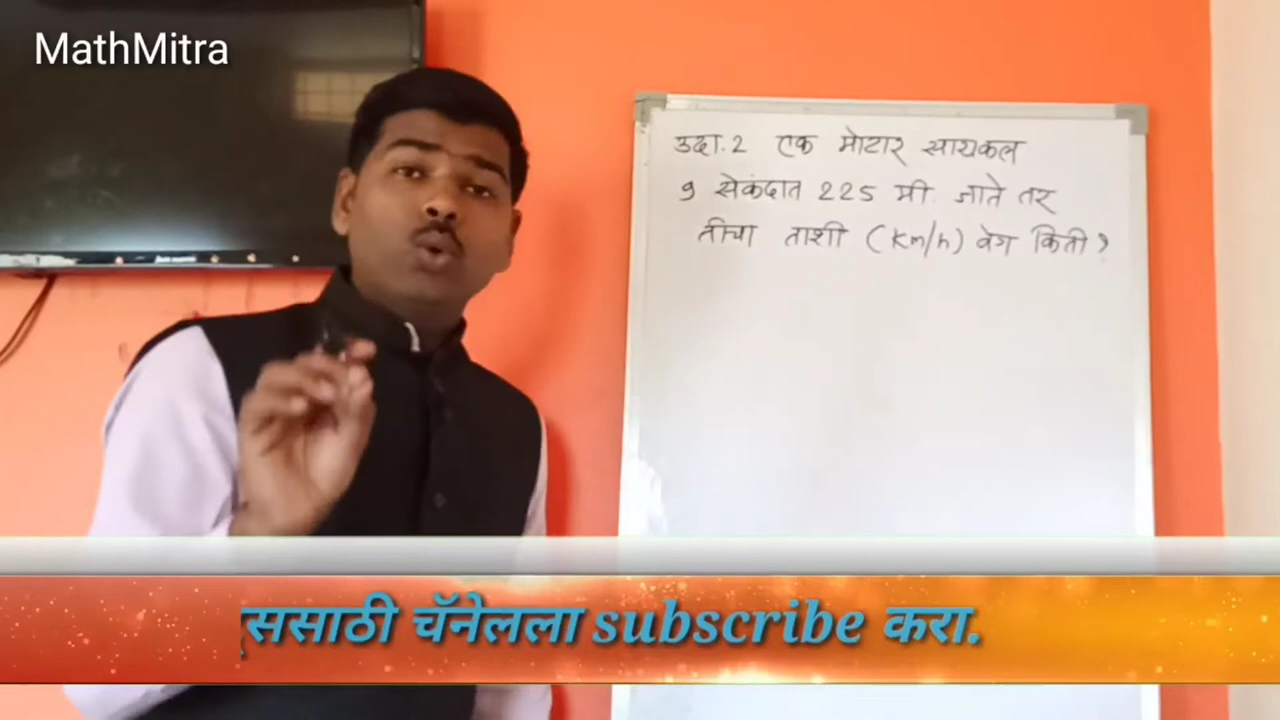 MathMitra
उदा.2 एक मोटार सायकल
9 सेकंदात 225 मी. जाते तर
तीचा ताशी (Km/h) वेग किती?
ससाठी चॅनेलला subscribe करा.